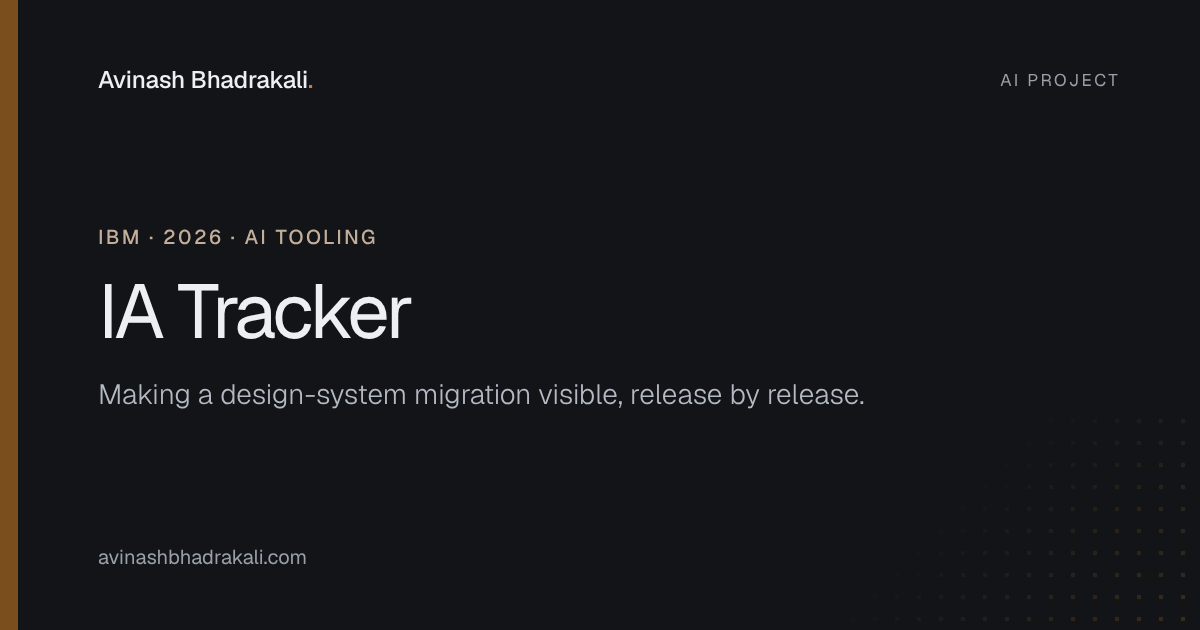 Avinash Bhadrakali.
AI PROJECT
IBM · 2026 · AI TOOLING
IA Tracker
Making a design-system migration visible, release by release.
avinashbhadrakali.com